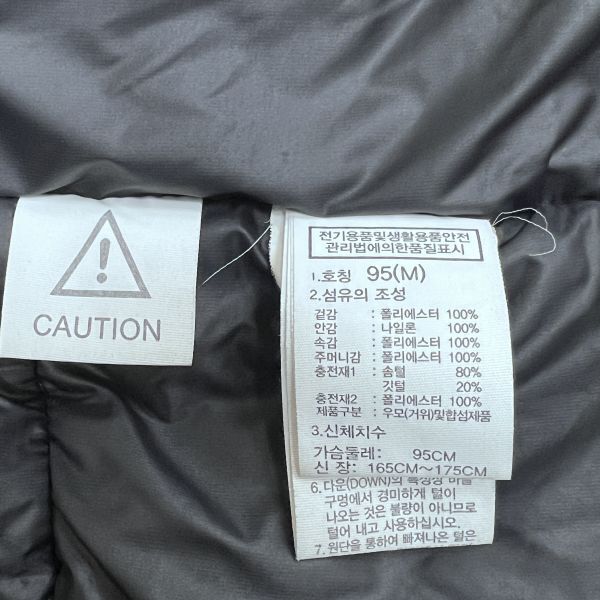 CAUTION
전기용품및생활용품안전
관리법에의한품질표시
1.호칭 95(M)
2.섬유의 조성
겉감 : 폴리에스터 100%
안감 : 나일론 100%
속감 : 폴리에스터 100%
주머니감 : 폴리에스터 100%
충전재1 : 솜털 80%
깃털 20%
충전재2 : 폴리에스터 100%
제품구분 : 우모(거위)및합섬제품
3.신체치수
가슴둘레: 95CM
신 장: 165CM~175CM
6.다운(DOWN)의 특성상 바늘
구멍에서 경미하게 털이
나오는 것은 불량이 아니므로
털어 내고 사용하십시오.
7.원단을 통하여 빠져나온 털은